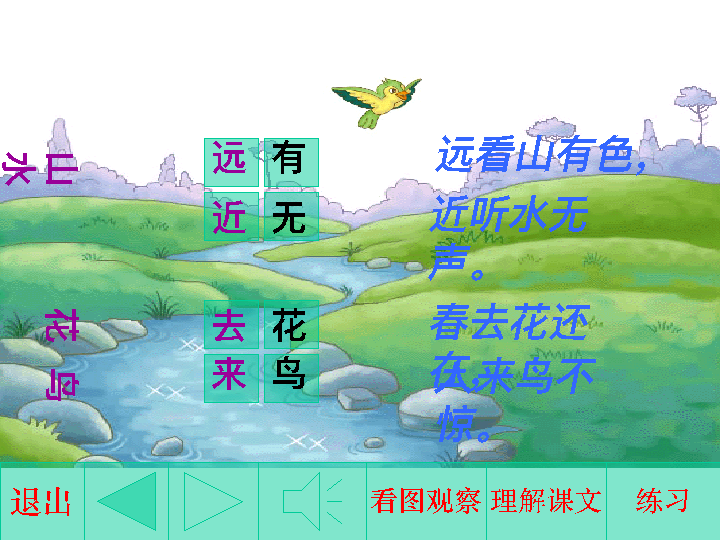 山
水
远 有
近 无
花
鸟
去 花
来 鸟
远看山有色，
近听水无
声。
春去花还
在，
人来鸟不
惊。
退出
看图观察
理解课文
练习